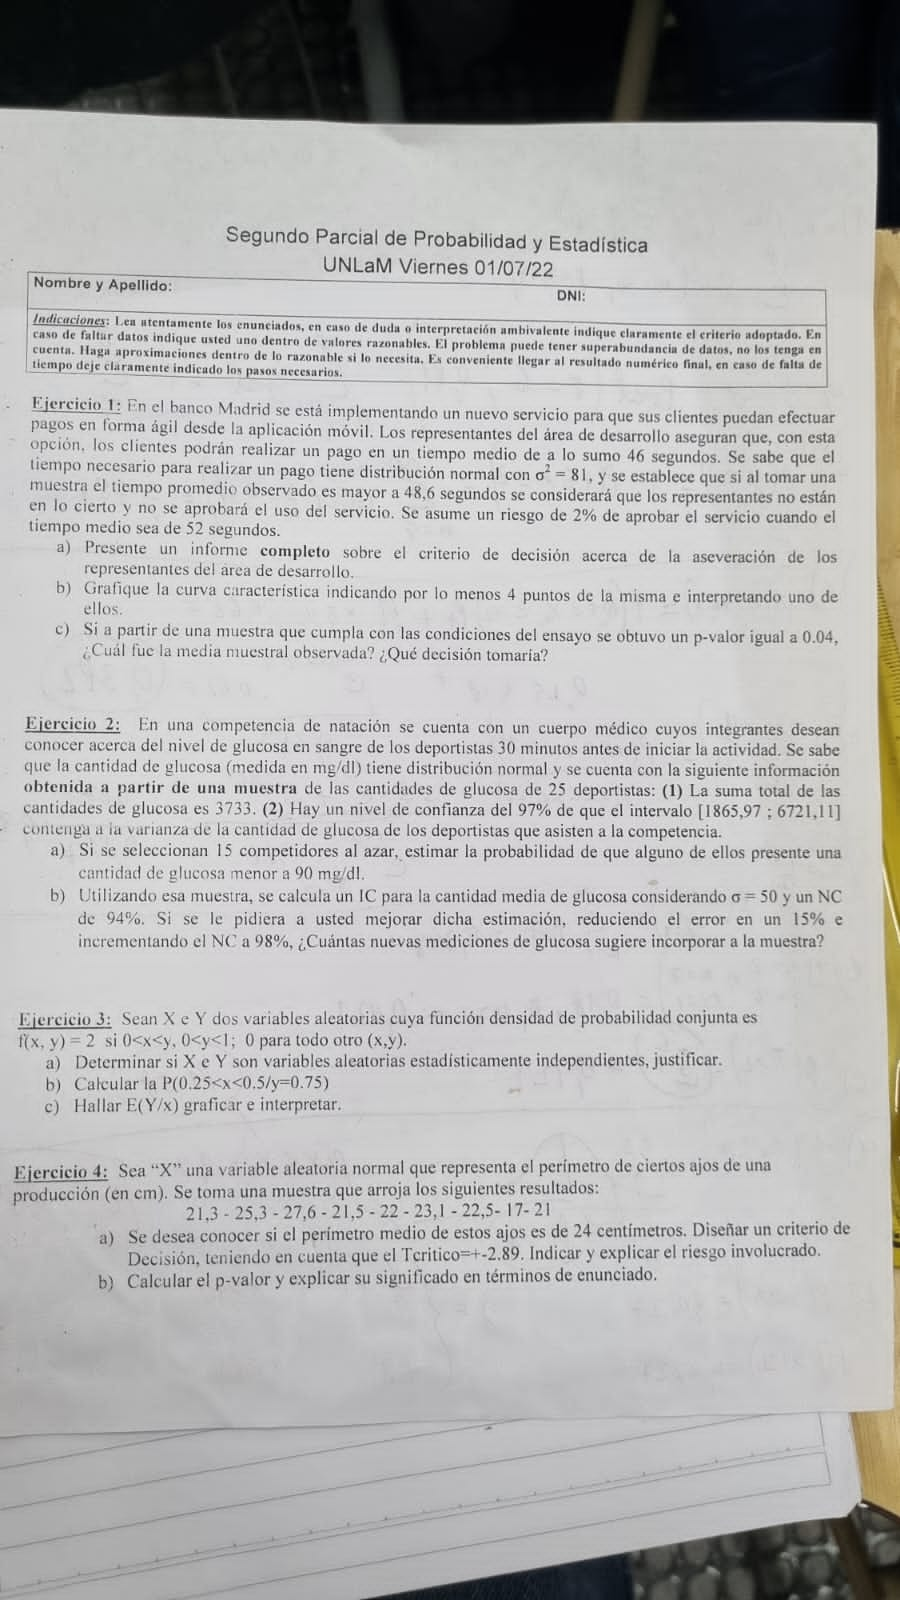 Segundo Parcial de Probabilidad y Estadística
UNLaM Viernes 01/07/22
Nombre y Apellido: DNI:
Indicaciones: Lea atentamente los enunciados, en caso de duda o interpretación ambivalente indique claramente el criterio adoptado. En
caso de faltar datos indique usted uno dentro de valores razonables. El problema puede tener superabundancia de datos, no los tenga en
cuenta. Haga aproximaciones dentro de lo razonable si lo necesita. Es conveniente llegar al resultado numérico final, en caso de falta de
tiempo deje claramente indicado los pasos necesarios.
Ejercicio 1: En el banco Madrid se está implementando un nuevo servicio para que sus clientes puedan efectuar
pagos en forma ágil desde la aplicación móvil. Los representantes del área de desarrollo aseguran que, con esta
opción, los clientes podrán realizar un pago en un tiempo medio de a lo sumo 46 segundos. Se sabe que el
tiempo necesario para realizar un pago tiene distribución normal con σ² = 81, y se establece que si al tomar una
muestra el tiempo promedio observado es mayor a 48,6 segundos se considerará que los representantes no están
en lo cierto y no se aprobará el uso del servicio. Se asume un riesgo de 2% de aprobar el servicio cuando el
tiempo medio sea de 52 segundos.
a) Presente un informe completo sobre el criterio de decisión acerca de la aseveración de los
representantes del área de desarrollo.
b) Grafique la curva característica indicando por lo menos 4 puntos de la misma e interpretando uno de
ellos.
c) Si a partir de una muestra que cumpla con las condiciones del ensayo se obtuvo un p-valor igual a 0.04,
¿Cuál fue la media muestral observada? ¿Qué decisión tomaría?
Ejercicio 2: En una competencia de natación se cuenta con un cuerpo médico cuyos integrantes desean
conocer acerca del nivel de glucosa en sangre de los deportistas 30 minutos antes de iniciar la actividad. Se sabe
que la cantidad de glucosa (medida en mg/dl) tiene distribución normal y se cuenta con la siguiente información
obtenida a partir de una muestra de las cantidades de glucosa de 25 deportistas: (1) La suma total de las
cantidades de glucosa es 3733. (2) Hay un nivel de confianza del 97% de que el intervalo [1865,97 ; 6721,11]
contenga a la varianza de la cantidad de glucosa de los deportistas que asisten a la competencia.
a) Si se seleccionan 15 competidores al azar, estimar la probabilidad de que alguno de ellos presente una
cantidad de glucosa menor a 90 mg/dl.
b) Utilizando esa muestra, se calcula un IC para la cantidad media de glucosa considerando σ = 50 y un NC
de 94%. Si se le pidiera a usted mejorar dicha estimación, reduciendo el error en un 15% e
incrementando el NC a 98%, ¿Cuántas nuevas mediciones de glucosa sugiere incorporar a la muestra?
Ejercicio 3: Sean X e Y dos variables aleatorias cuya función densidad de probabilidad conjunta es
f(x, y) = 2 si 0<x<y, 0<y<1; 0 para todo otro (x,y).
a) Determinar si X e Y son variables aleatorias estadísticamente independientes, justificar.
b) Calcular la P(0.25<x<0.5/y=0.75)
c) Hallar E(Y/x) graficar e interpretar.
Ejercicio 4: Sea “X” una variable aleatoria normal que representa el perímetro de ciertos ajos de una
producción (en cm). Se toma una muestra que arroja los siguientes resultados:
21,3 - 25,3 - 27,6 - 21,5 - 22 - 23,1 - 22,5- 17- 21
a) Se desea conocer si el perímetro medio de estos ajos es de 24 centímetros. Diseñar un criterio de
Decisión, teniendo en cuenta que el Tcritico=+-2.89. Indicar y explicar el riesgo involucrado.
b) Calcular el p-valor y explicar su significado en términos de enunciado.